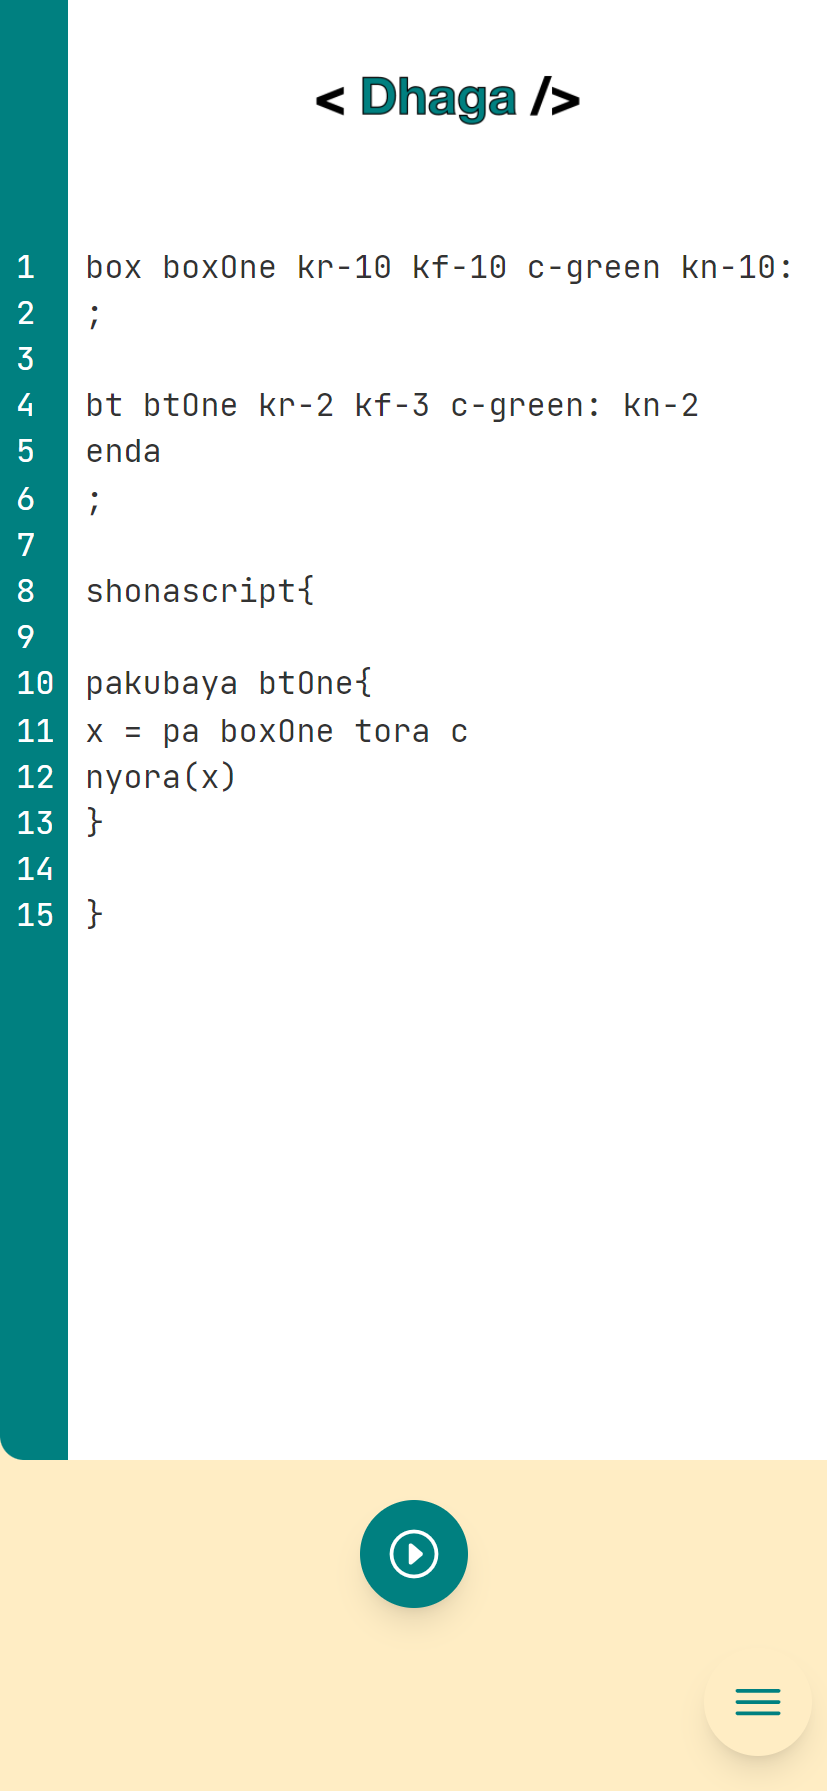 < Dhaga />
1 box boxOne kr-10 kf-10 c-green kn-10:
2 ;
3
4 bt btOne kr-2 kf-3 c-green: kn-2
5 enda
6 ;
7
8 shonascript{
9
10 pakubaya btOne{
11 x = pa boxOne tora c
12 nyora(x)
13 }
14
15 }